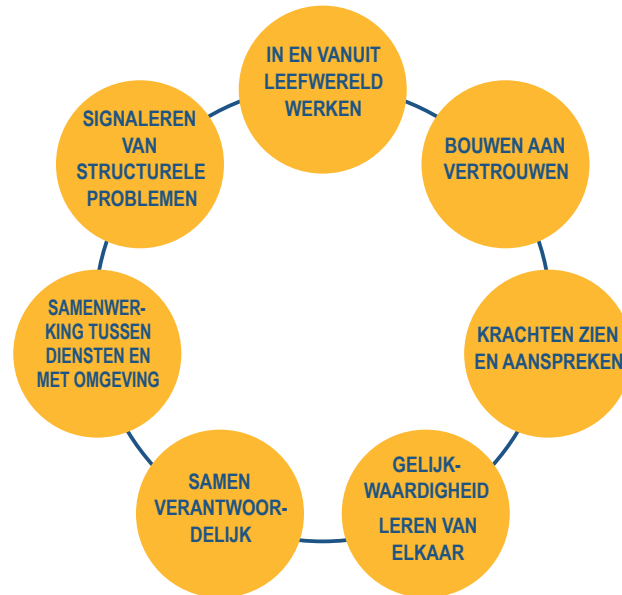 IN EN VANUIT
LEEFWERELD
WERKEN
BOUWEN AAN
VERTROUWEN
KRACHTEN ZIEN
EN AANSPREKEN
GELIJK-
WAARDIGHEID
LEREN VAN
ELKAAR
SAMEN
VERANTWOOR-
DELIJK
SAMENWER-
KING TUSSEN
DIENSTEN EN
MET OMGEVING
SIGNALEREN
VAN
STRUCTURELE
PROBLEMEN